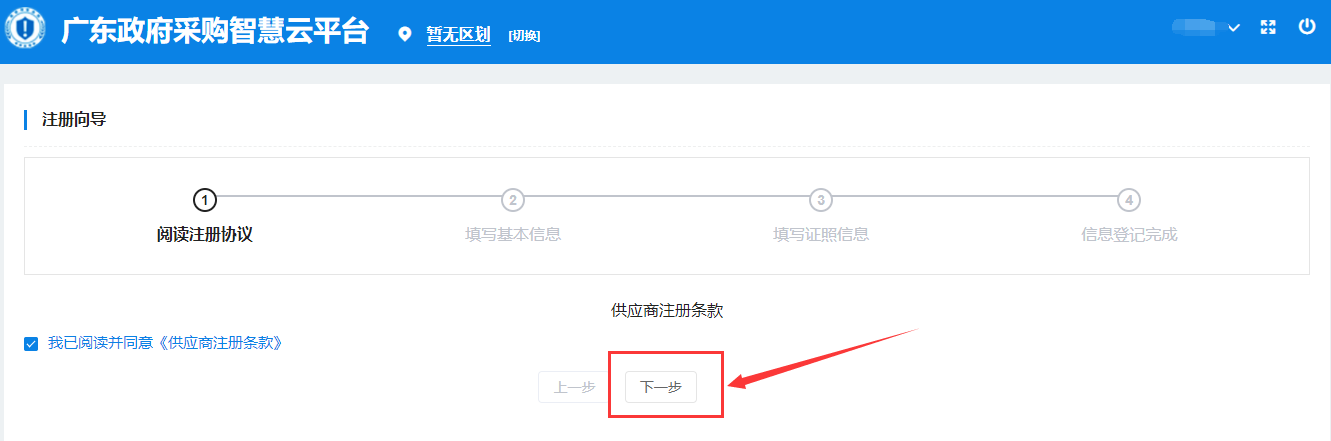 广东政府采购智慧云平台 暂无区划 [切换]
注册向导
1 2 3 4
阅读注册协议 填写基本信息 填写证照信息 信息登记完成
供应商注册条款
我已阅读并同意《供应商注册条款》
上一步 下一步